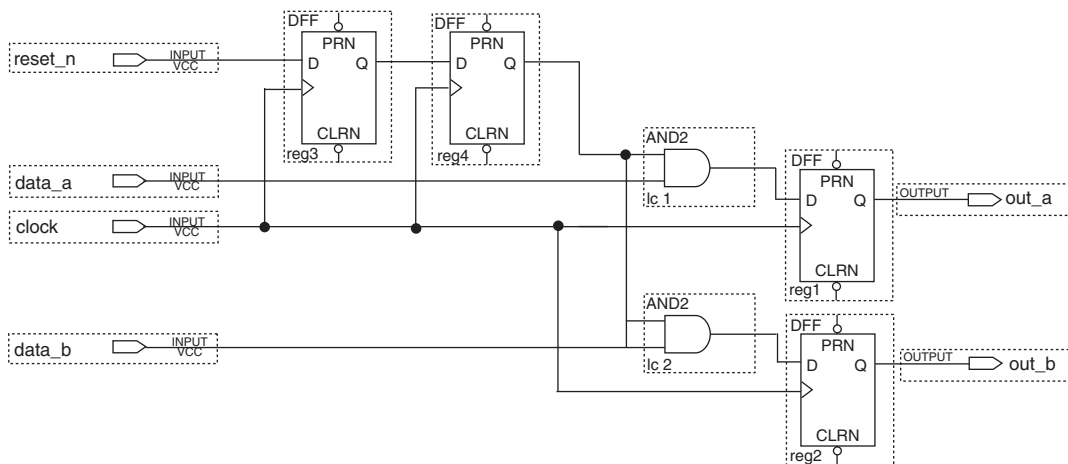 DFF
PRN
D Q
CLRN
reg3
DFF
PRN
D Q
CLRN
reg4
reset_n
INPUT
VCC
AND2
lc 1
data_a
INPUT
VCC
clock
INPUT
VCC
DFF
PRN
D Q
CLRN
reg1
OUTPUT
out_a
AND2
lc 2
data_b
INPUT
VCC
DFF
PRN
D Q
CLRN
reg2
OUTPUT
out_b